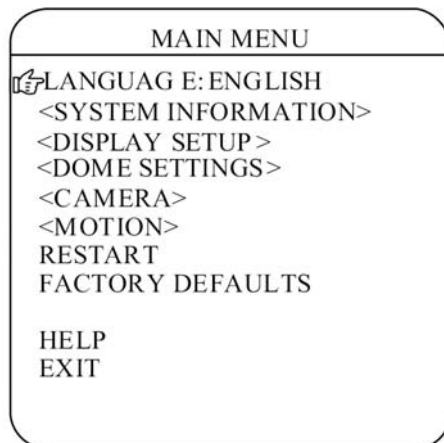 MAIN MENU
LANGUAG E: ENGLISH
<SYSTEM INFORMATION>
<DISPLAY SETUP>
<DOME SETTINGS>
<CAMERA>
<MOTION>
RESTART
FACTORY DEFAULTS
HELP
EXIT